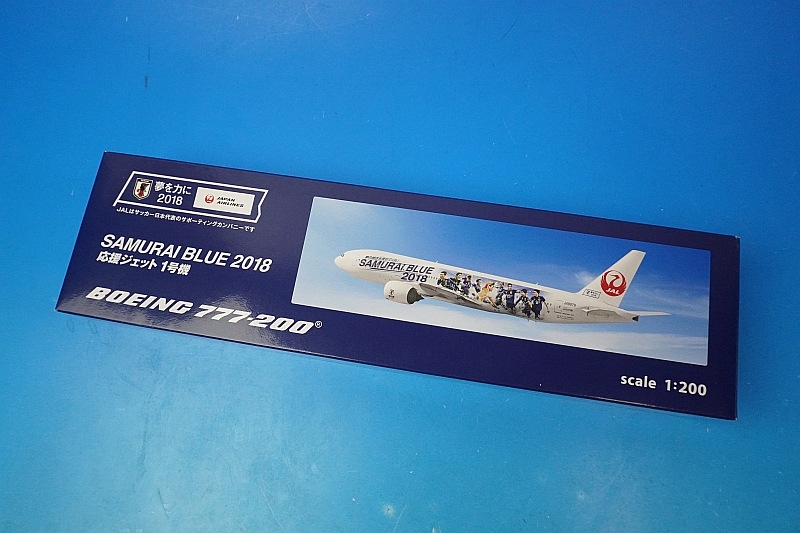 夢を力に
2018
JAPAN
AIRLINES
JALはサッカー日本代表のサポーティングカンパニーです
SAMURAI BLUE 2018
応援ジェット 1号機
BOEING 777-200®
SAMURAI BLUE
2018
JAL
scale 1:200